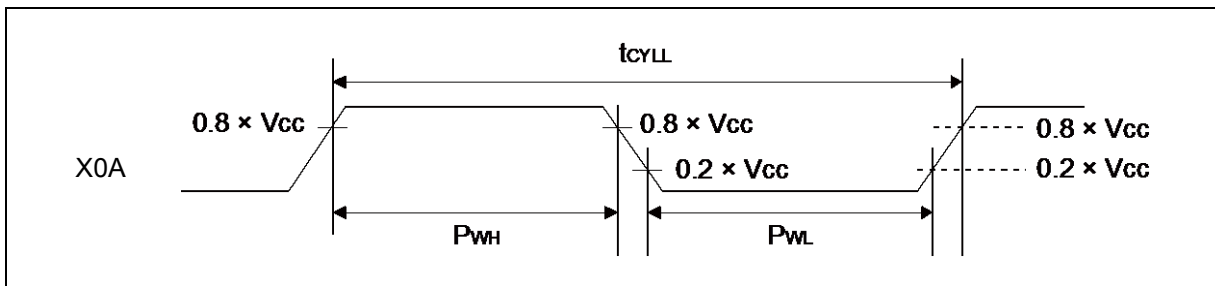 tCYLL
0.8 × Vcc
0.8 × Vcc
0.8 × Vcc
X0A
0.2 × Vcc
0.2 × Vcc
PWH
PWL